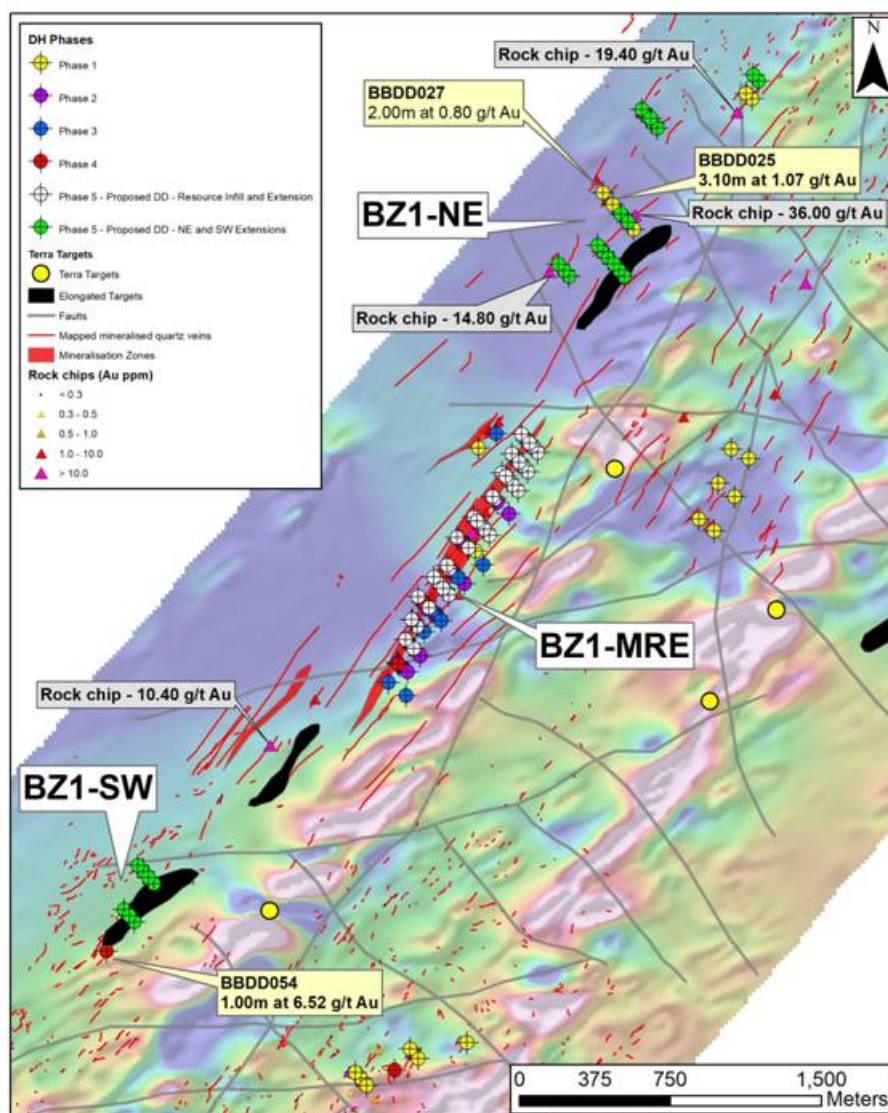 DH Phases
Phase 1
Phase 2
Phase 3
Phase 4
Phase 5 - Proposed DD - Resource Infill and Extension
Phase 5 - Proposed DD - NE and SW Extensions
Terra Targets
Terra Targets
Elongated Targets
Faults
Mapped mineralised quartz veins
Mineralisation Zones
Rock chips (Au ppm)
< 0.3
0.3 - 0.5
0.5 - 1.0
1.0 - 10.0
> 10.0
N
Rock chip - 19.40 g/t Au
BBDD027
2.00m at 0.80 g/t Au
BBDD025
3.10m at 1.07 g/t Au
BZ1-NE
Rock chip - 36.00 g/t Au
Rock chip - 14.80 g/t Au
BZ1-MRE
Rock chip - 10.40 g/t Au
BZ1-SW
BBDD054
1.00m at 6.52 g/t Au
0 375 750 1,500
Meters